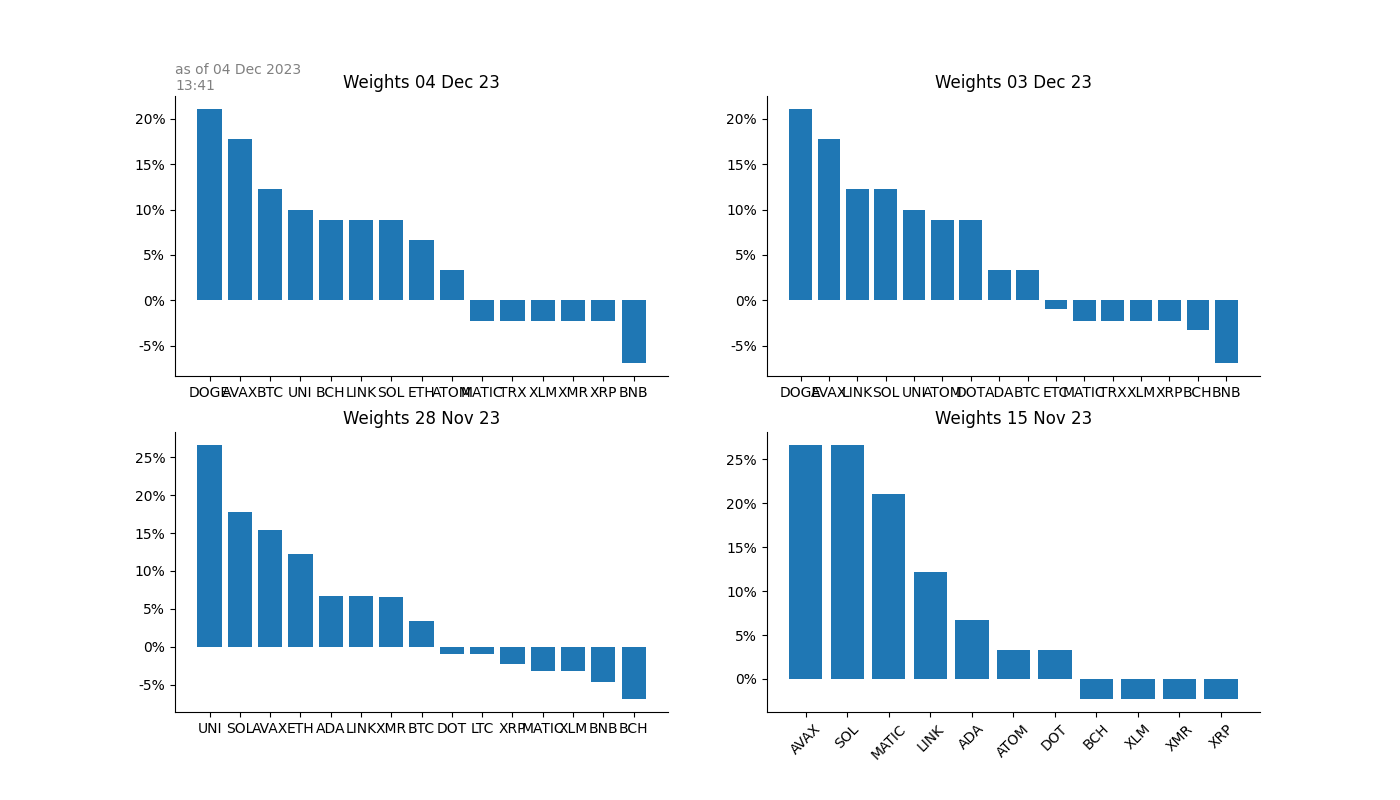 as of 04 Dec 2023
13:41
Weights 04 Dec 23
20%
15%
10%
5%
0%
-5%
DOGE AVAX BTC UNI BCH LINK SOL ETH ATOM MATIC TRX XLM XMR XRP BNB
Weights 03 Dec 23
20%
15%
10%
5%
0%
-5%
DOGE AVAX LINK SOL UNI ATOM DOT ADA BTC ETC MATIC TRX XLM XRP BCH BNB
Weights 28 Nov 23
25%
20%
15%
10%
5%
0%
-5%
UNI SOL AVAX ETH ADA LINK XMR BTC DOT LTC XRP MATIC XLM BNB BCH
Weights 15 Nov 23
25%
20%
15%
10%
5%
0%
AVAX SOL MATIC LINK ADA ATOM DOT BCH XLM XMR XRP